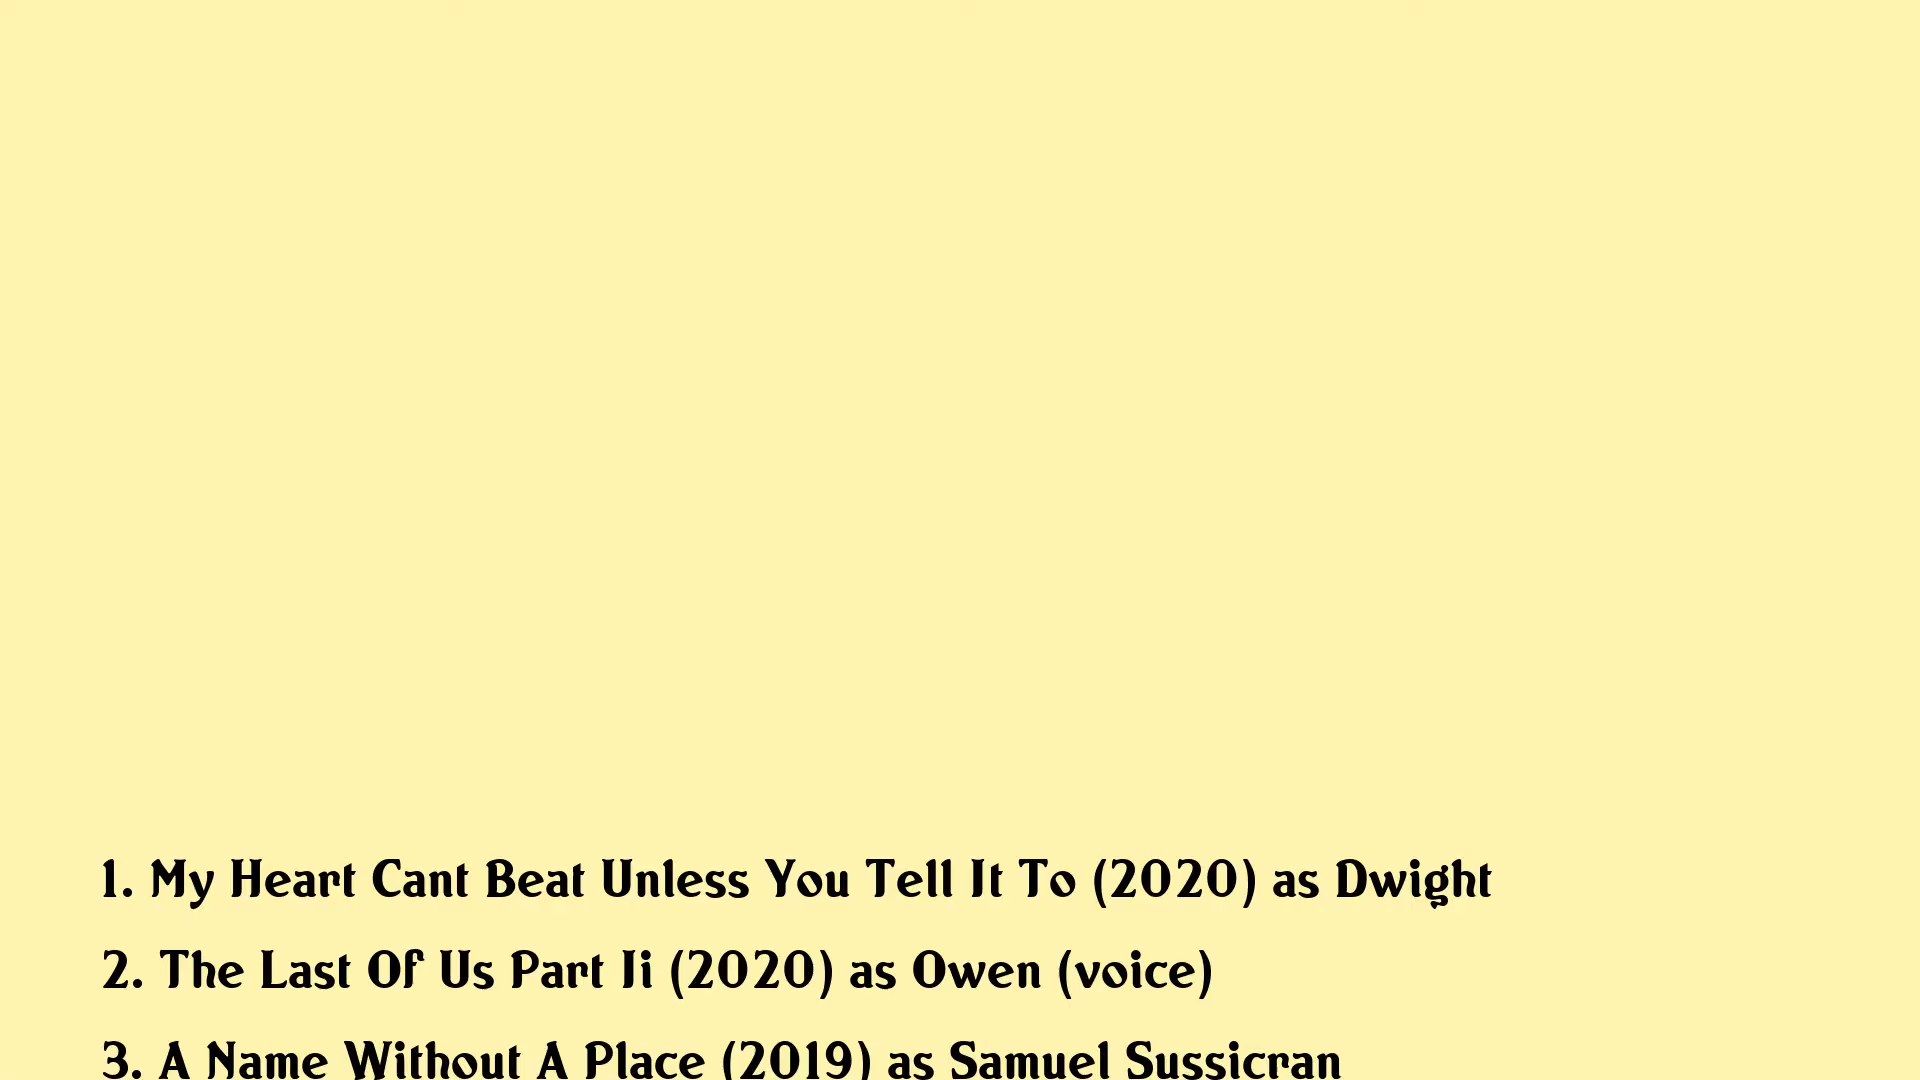 1. My Heart Cant Beat Unless You Tell It To (2020) as Dwight
2. The Last Of Us Part Ii (2020) as Owen (voice)
3. A Name Without A Place (2019) as Samuel Sussicran